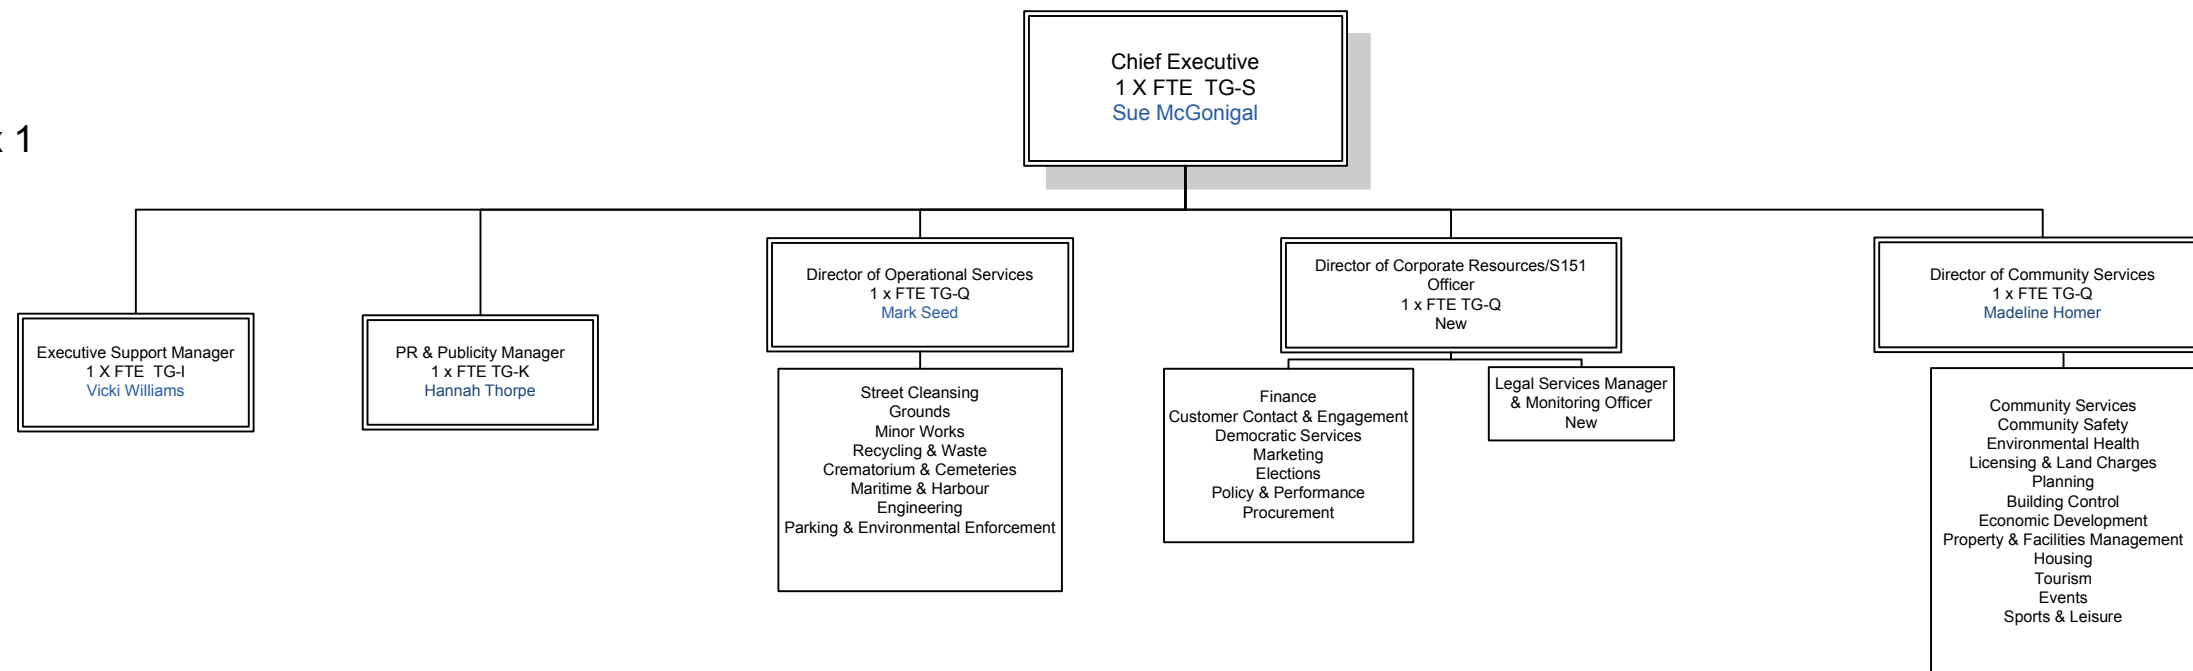 Chief Executive
1 X FTE TG-S
Sue McGonigal
x 1
Executive Support Manager
1 X FTE TG-I
Vicki Williams
PR & Publicity Manager
1 x FTE TG-K
Hannah Thorpe
Director of Operational Services
1 x FTE TG-Q
Mark Seed
Street Cleansing
Grounds
Minor Works
Recycling & Waste
Crematorium & Cemeteries
Maritime & Harbour
Engineering
Parking & Environmental Enforcement
Director of Corporate Resources/S151
Officer
1 x FTE TG-Q
New
Finance
Customer Contact & Engagement
Democratic Services
Marketing
Elections
Policy & Performance
Procurement
Legal Services Manager
& Monitoring Officer
New
Director of Community Services
1 x FTE TG-Q
Madeline Homer
Community Services
Community Safety
Environmental Health
Licensing & Land Charges
Planning
Building Control
Economic Development
Property & Facilities Management
Housing
Tourism
Events
Sports & Leisure